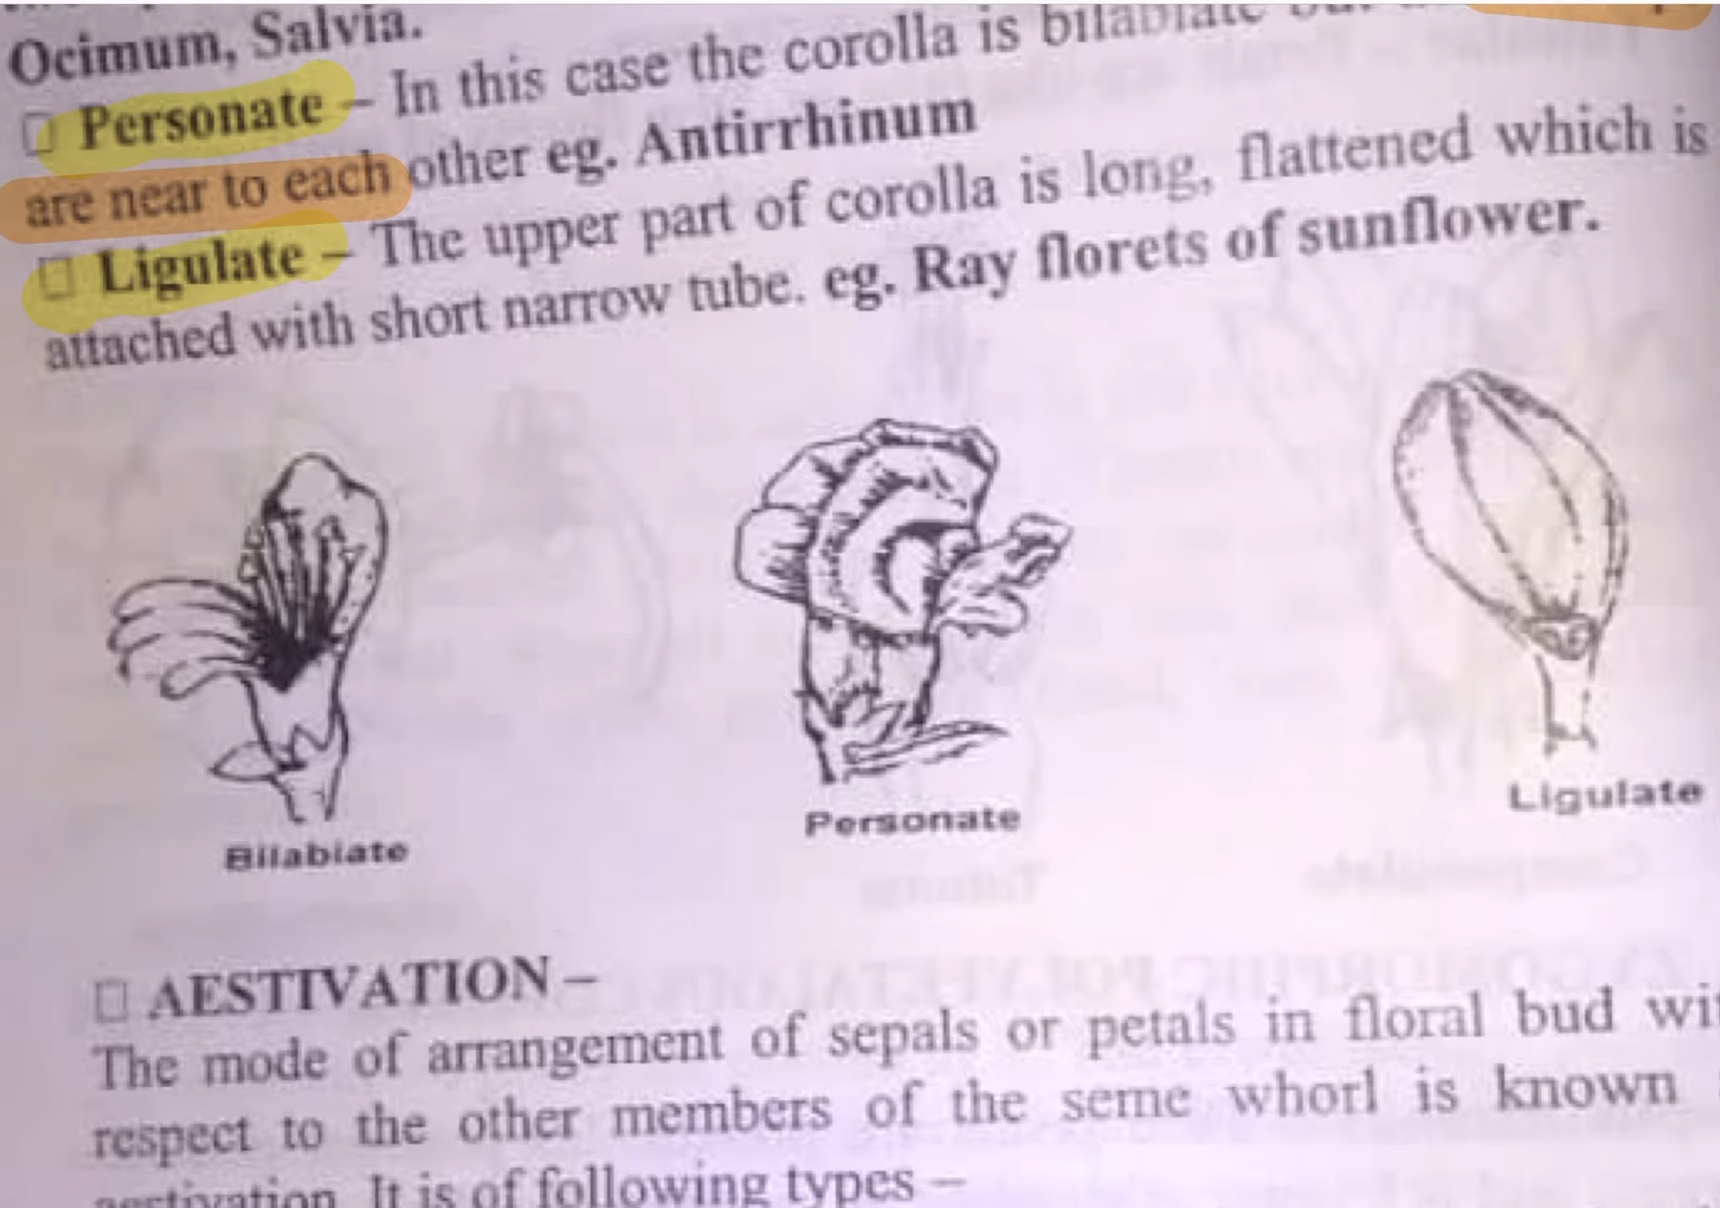 Ocimum, Salvia.
Personate – In this case the corolla is bilabiate
are near to each other eg. Antirrhinum
Ligulate – The upper part of corolla is long, flattened which is
attached with short narrow tube. eg. Ray florets of sunflower.
Bilabiate
Personate
Ligulate
AESTIVATION –
The mode of arrangement of sepals or petals in floral bud wit
respect to the other members of the seme whorl is known
aestivation. It is of following types –